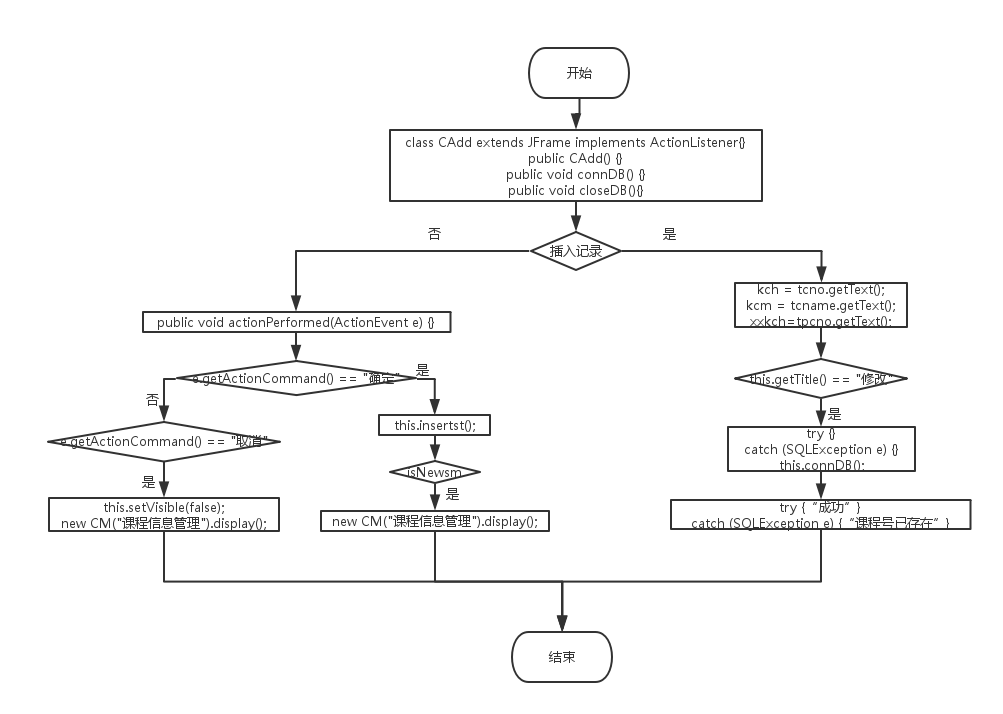 开始
class CAdd extends JFrame implements ActionListener{}
public CAdd() {}
public void connDB() {}
public void closeDB(){}
否
插入记录
是
public void actionPerformed(ActionEvent e) {}
e.getActionCommand() == "确定"
是
否
e.getActionCommand() == "取消"
是
this.setVisible(false);
new CM("课程信息管理").display();
this.insertst();
isNewsm
是
new CM("课程信息管理").display();
kch = tcno.getText();
kcm = tcname.getText();
xxkch=tpcno.getText();
this.getTitle() == "修改"
是
try {}
catch (SQLException e) {}
this.connDB();
try { “成功” }
catch (SQLException e) { “课程号已存在” }
结束